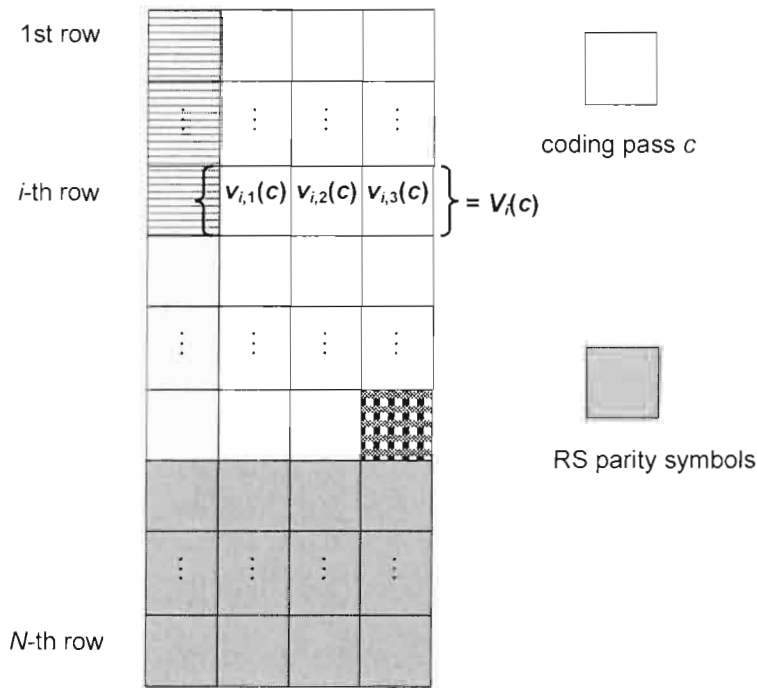 1st row
coding pass c
i-th row
{ v_{i,1}(c) v_{i,2}(c) v_{i,3}(c) } = V_i(c)
RS parity symbols
N-th row